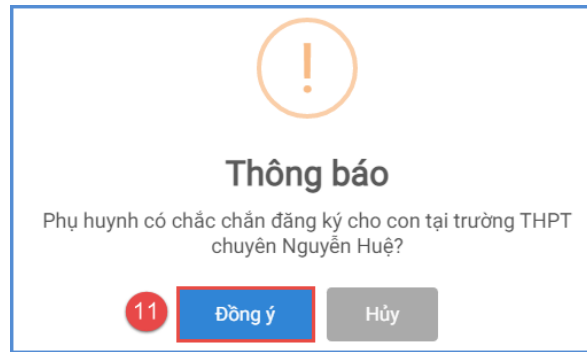 !
Thông báo
Phụ huynh có chắc chắn đăng ký cho con tại trường THPT
chuyên Nguyễn Huệ?
11 Đồng ý Hủy